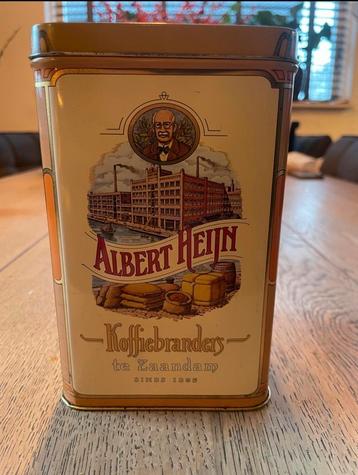 ALBERT HEIJN
Koffiebranders
te Zaandam
SINDS 1895